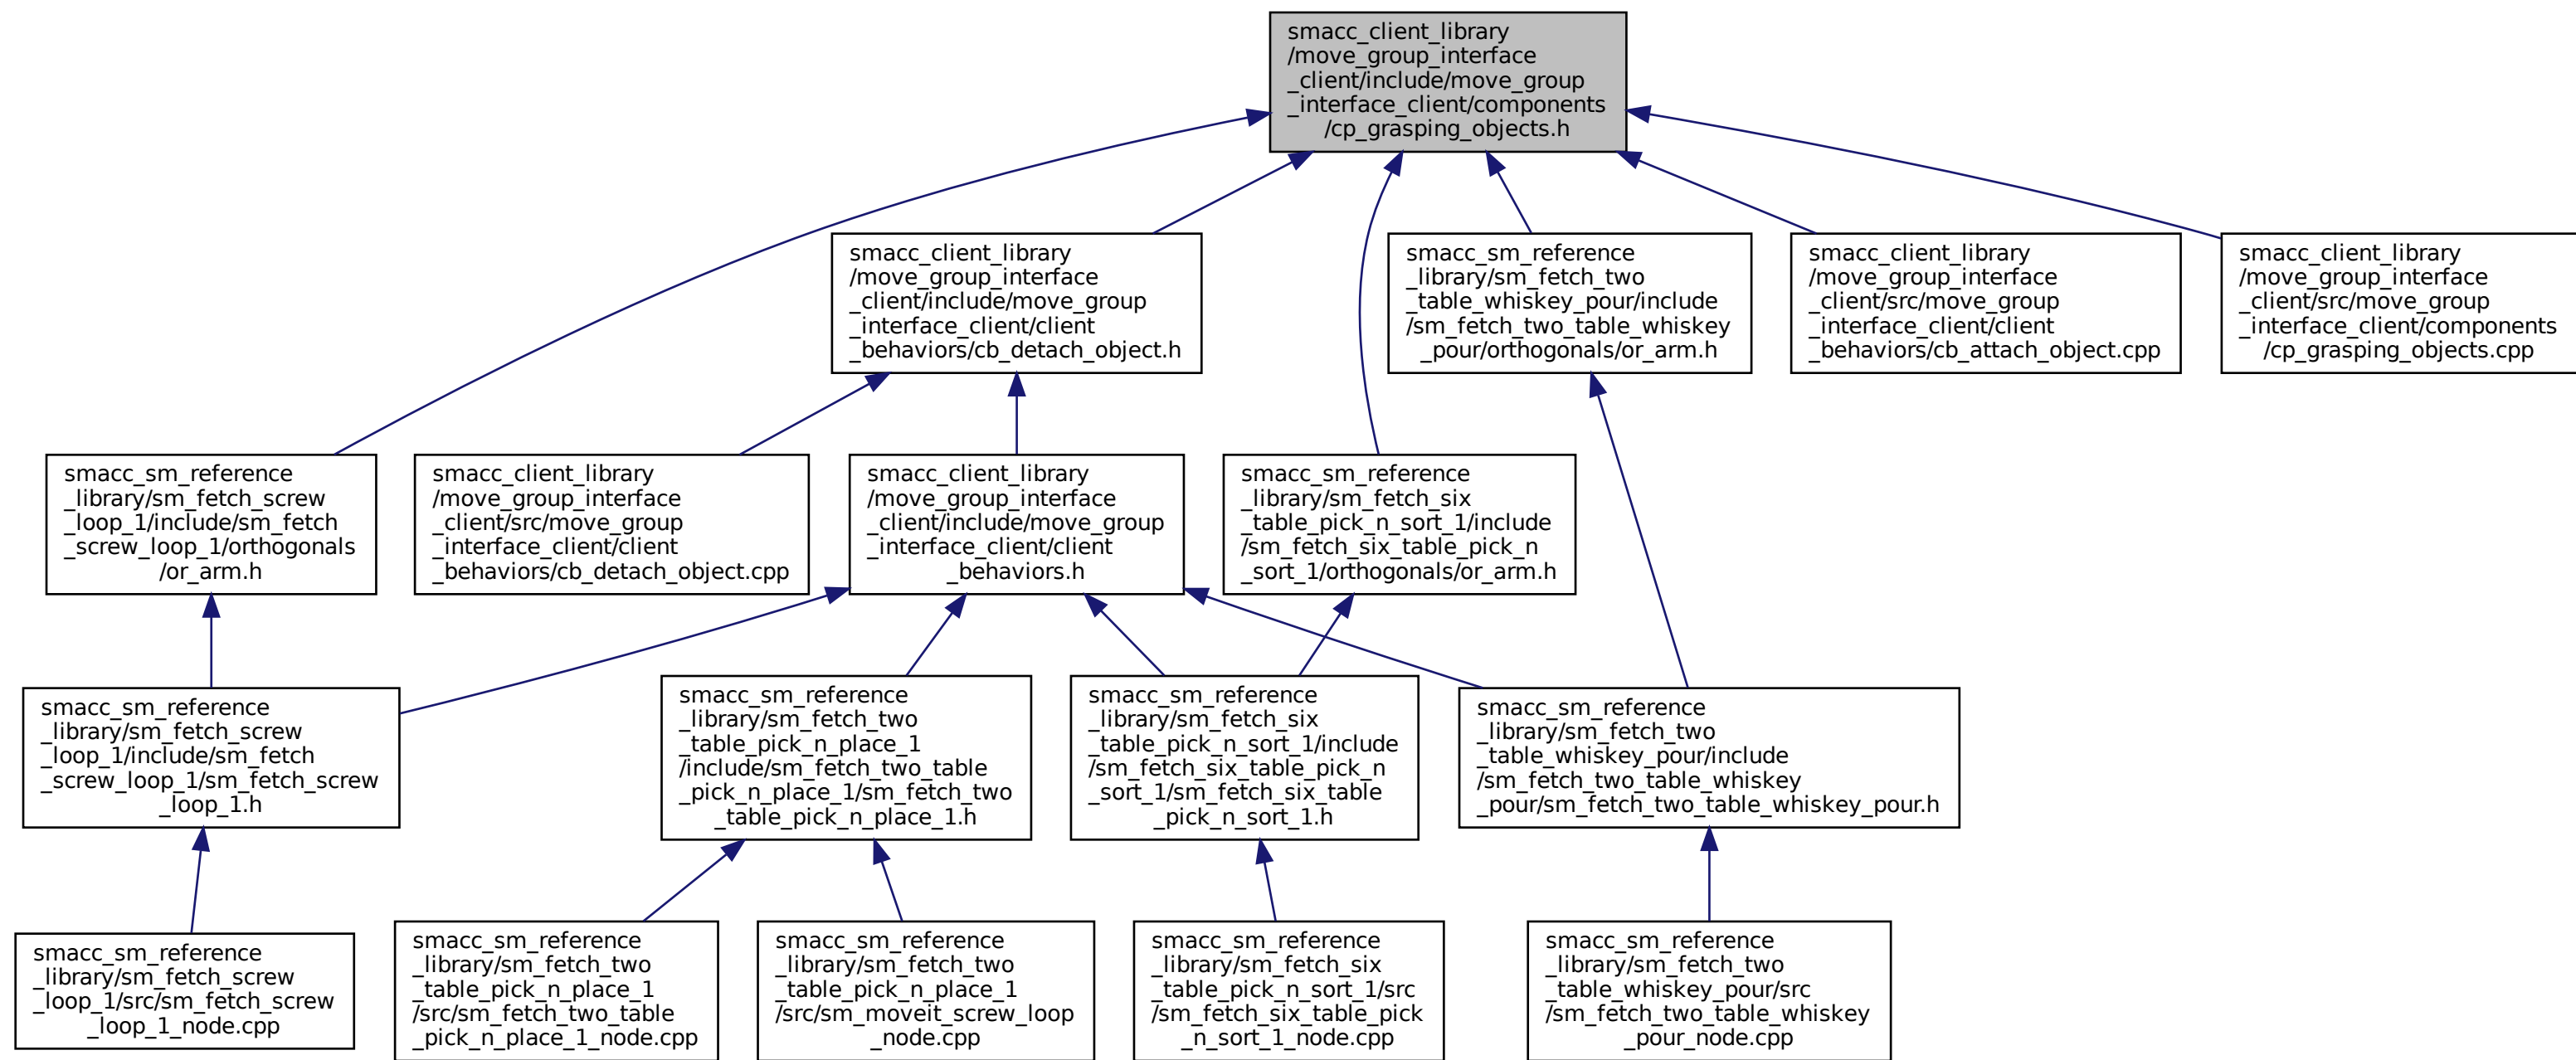 smacc_client_library
/move_group_interface
_client/include/move_group
_interface_client/components
/cp_grasping_objects.h
smacc_client_library
/move_group_interface
_client/include/move_group
_interface_client/client
_behaviors/cb_detach_object.h
smacc_sm_reference
_library/sm_fetch_two
_table_whiskey_pour/include
/sm_fetch_two_table_whiskey
_pour/orthogonals/or_arm.h
smacc_client_library
/move_group_interface
_client/src/move_group
_interface_client/client
_behaviors/cb_attach_object.cpp
smacc_client_library
/move_group_interface
_client/src/move_group
_interface_client/components
/cp_grasping_objects.cpp
smacc_sm_reference
_library/sm_fetch_screw
_loop_1/include/sm_fetch
_screw_loop_1/orthogonals
/or_arm.h
smacc_client_library
/move_group_interface
_client/src/move_group
_interface_client/client
_behaviors/cb_detach_object.cpp
smacc_client_library
/move_group_interface
_client/include/move_group
_interface_client/client
_behaviors.h
smacc_sm_reference
_library/sm_fetch_six
_table_pick_n_sort_1/include
/sm_fetch_six_table_pick_n
_sort_1/orthogonals/or_arm.h
smacc_sm_reference
_library/sm_fetch_screw
_loop_1/include/sm_fetch
_screw_loop_1/sm_fetch_screw
_loop_1.h
smacc_sm_reference
_library/sm_fetch_two
_table_pick_n_place_1
/include/sm_fetch_two_table
_pick_n_place_1/sm_fetch_two
_table_pick_n_place_1.h
smacc_sm_reference
_library/sm_fetch_six
_table_pick_n_sort_1/include
/sm_fetch_six_table_pick_n
_sort_1/sm_fetch_six_table
_pick_n_sort_1.h
smacc_sm_reference
_library/sm_fetch_two
_table_whiskey_pour/include
/sm_fetch_two_table_whiskey
_pour/sm_fetch_two_table_whiskey_pour.h
smacc_sm_reference
_library/sm_fetch_screw
_loop_1/src/sm_fetch_screw
_loop_1_node.cpp
smacc_sm_reference
_library/sm_fetch_two
_table_pick_n_place_1
/src/sm_fetch_two_table
_pick_n_place_1_node.cpp
smacc_sm_reference
_library/sm_fetch_two
_table_pick_n_place_1
/src/sm_moveit_screw_loop
_node.cpp
smacc_sm_reference
_library/sm_fetch_six
_table_pick_n_sort_1/src
/sm_fetch_six_table_pick
_n_sort_1_node.cpp
smacc_sm_reference
_library/sm_fetch_two
_table_whiskey_pour/src
/sm_fetch_two_table_whiskey
_pour_node.cpp